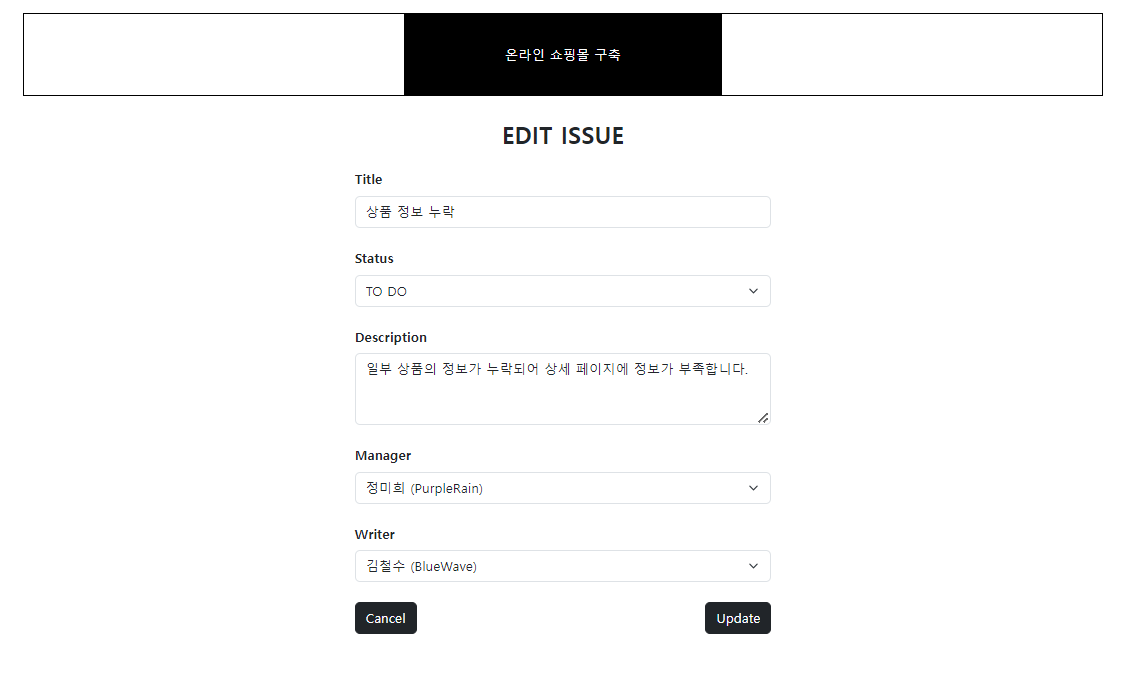 온라인 쇼핑몰 구축
EDIT ISSUE
Title
상품 정보 누락
Status
TO DO
Description
일부 상품의 정보가 누락되어 상세 페이지에 정보가 부족합니다.
Manager
정미희 (PurpleRain)
Writer
김철수 (BlueWave)
Cancel Update